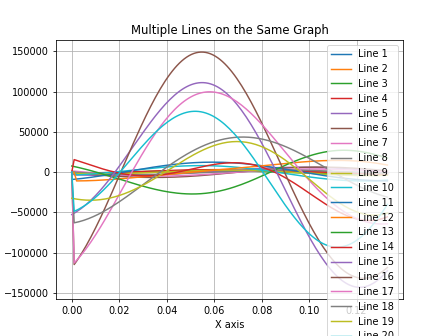 Multiple Lines on the Same Graph
150000
100000
50000
0
−50000
−100000
−150000
0.00
0.02
0.04
0.06
0.08
0.10
X axis
Line 1
Line 2
Line 3
Line 4
Line 5
Line 6
Line 7
Line 8
Line 9
Line 10
Line 11
Line 12
Line 13
Line 14
Line 15
Line 16
Line 17
Line 18
Line 19
Line 20